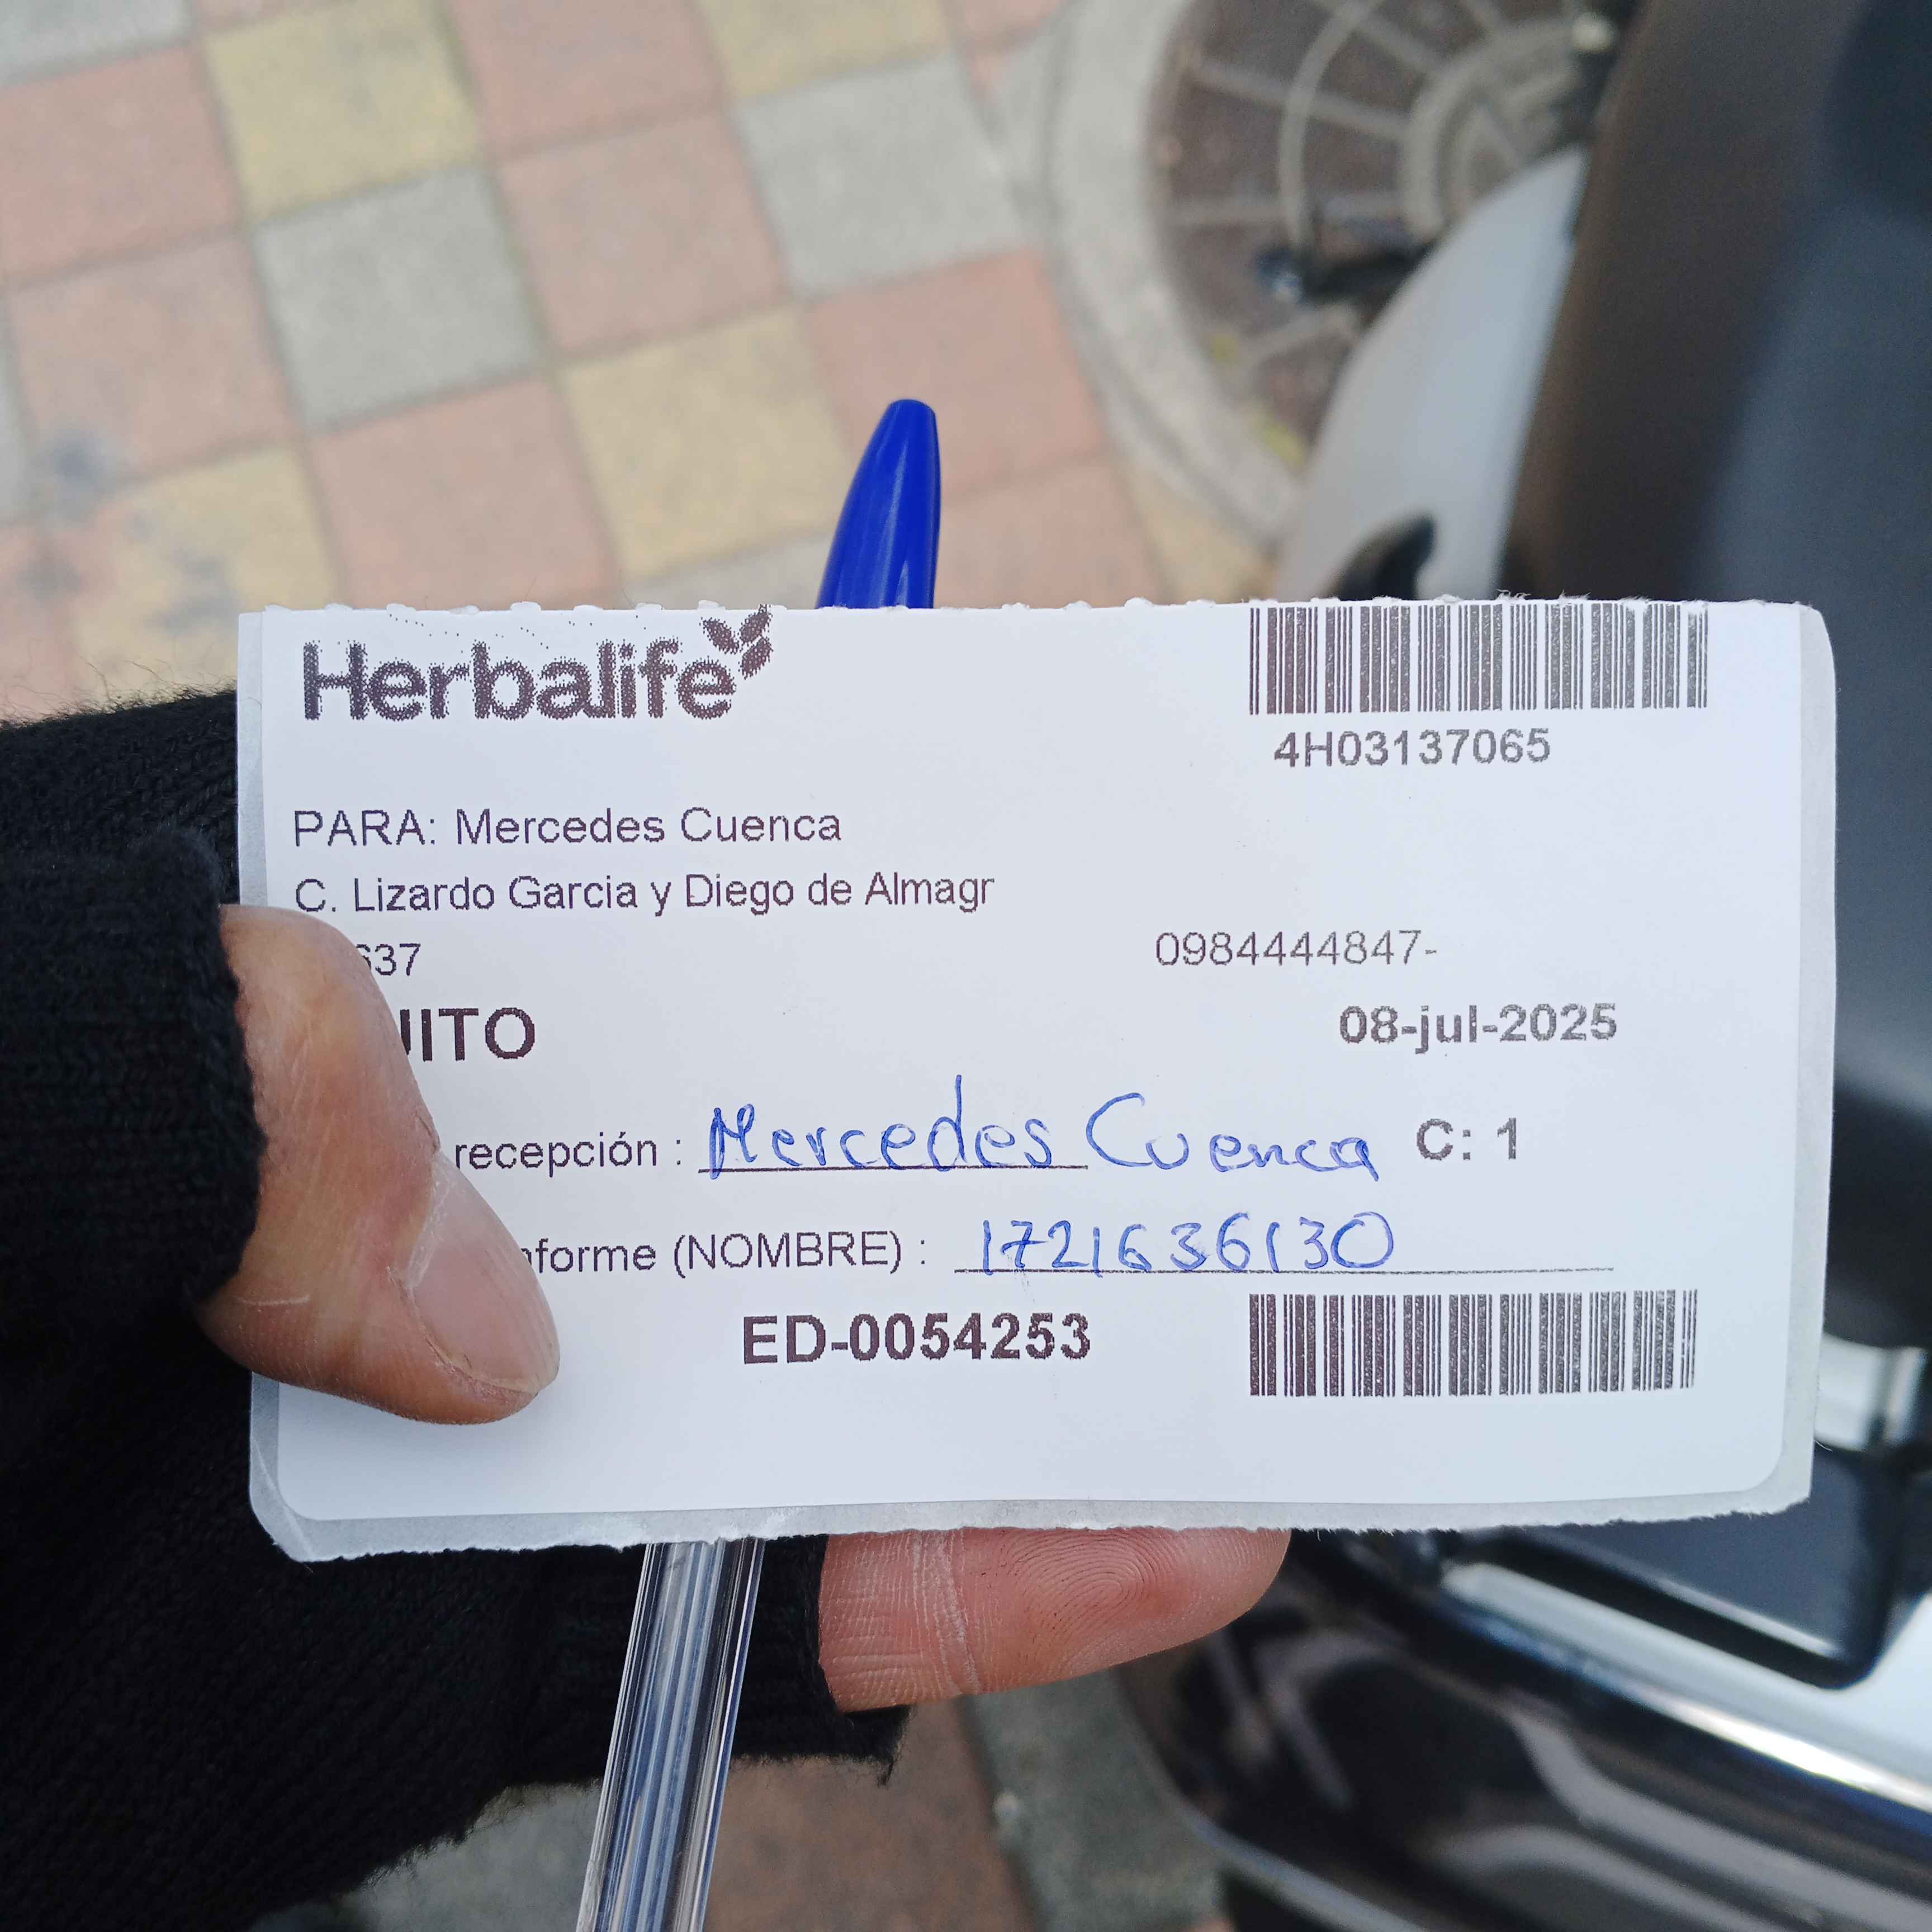 Herbalife
4H03137065
PARA: Mercedes Cuenca
C. Lizardo Garcia y Diego de Almagr
637 0984444847-
UITO 08-jul-2025
recepción : Mercedes Cuenca C: 1
nforme (NOMBRE) : 1721636130
ED-0054253